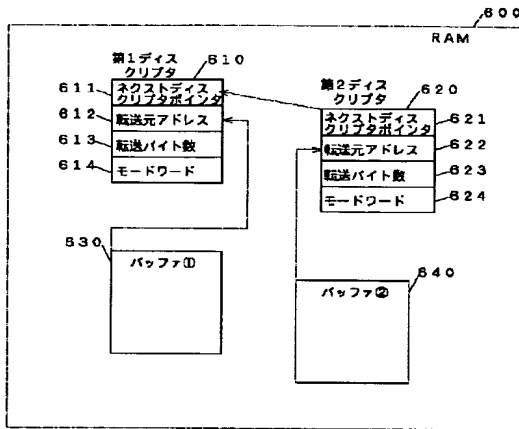 600
RAM
第1ディス
クリプタ
610
611
ネクストディス
クリプタポインタ
612
転送元アドレス
613
転送バイト数
614
モードワード
第2ディス
クリプタ
620
ネクストディス
クリプタポインタ
621
転送元アドレス
622
転送バイト数
623
モードワード
624
630
バッファ①
バッファ②
640